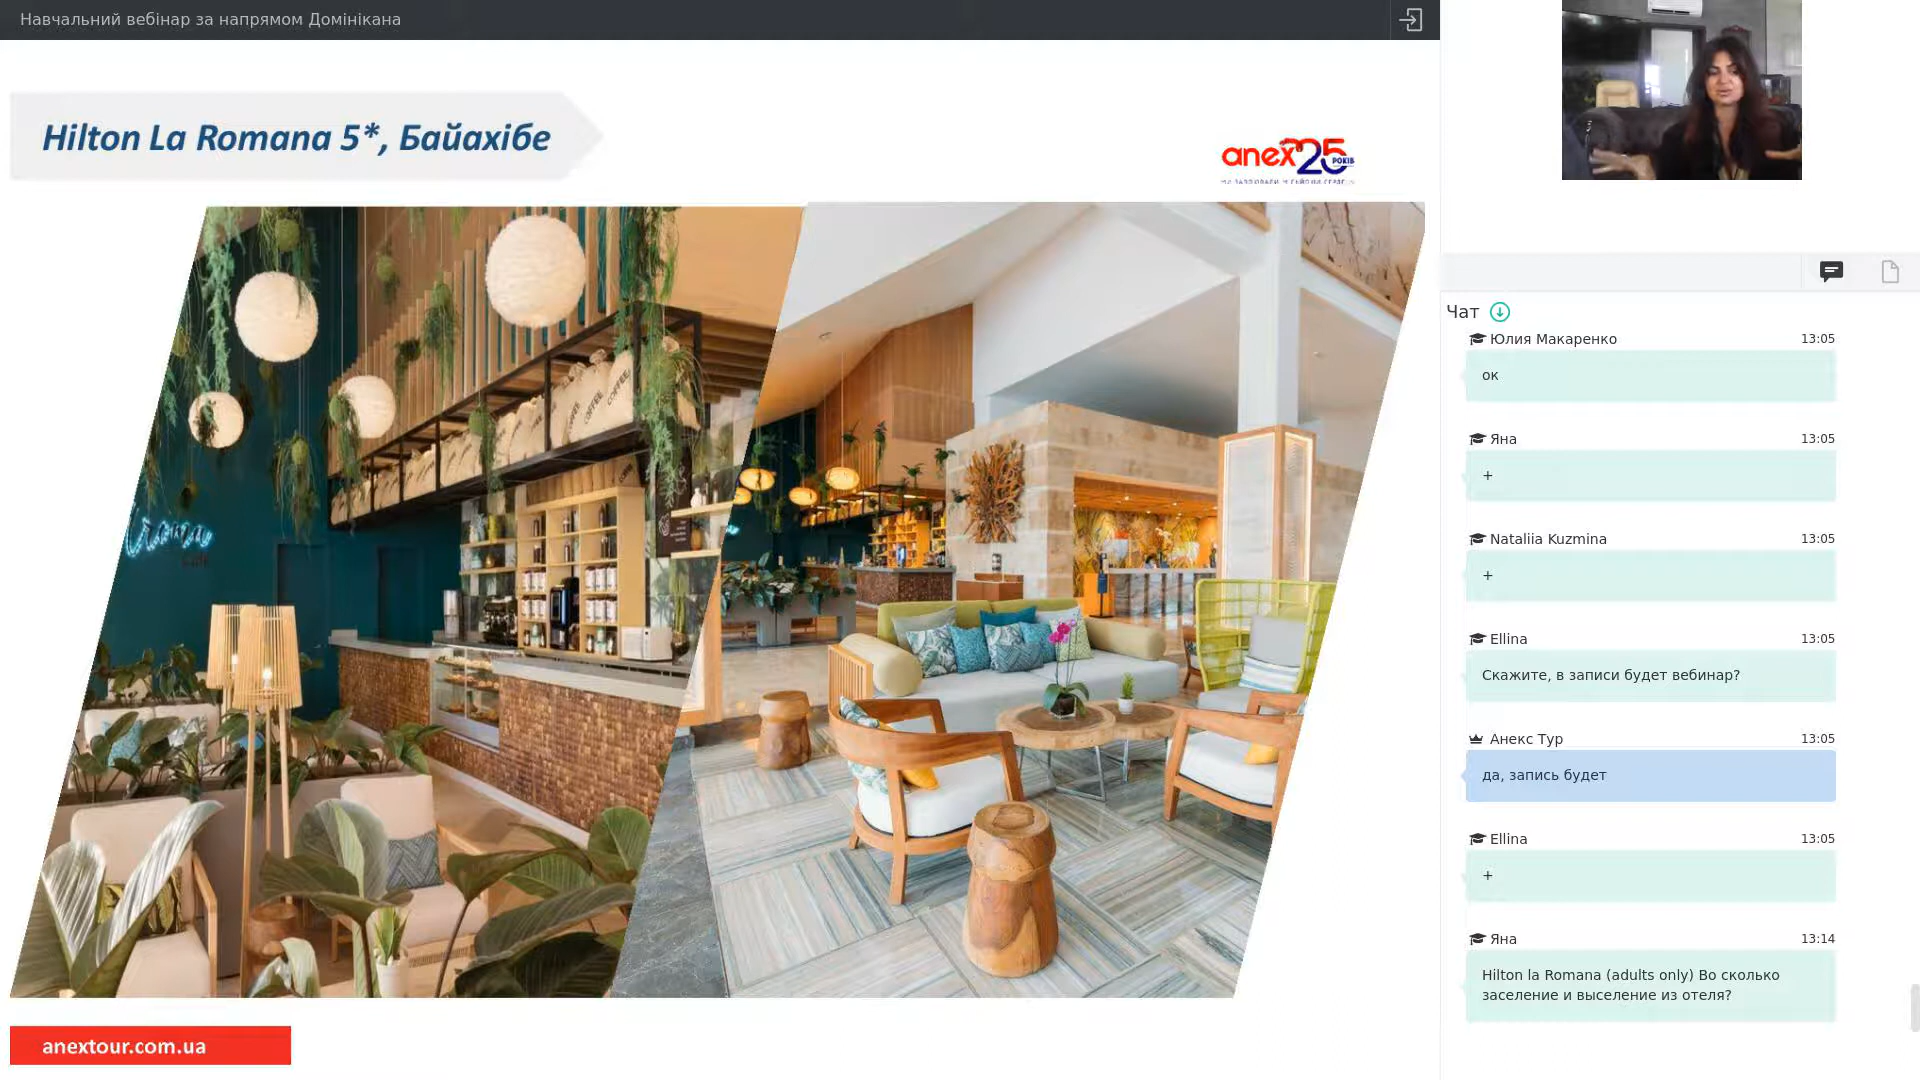 Навчальний вебінар за напрямом Домінікана
Hilton La Romana 5*, Байахібе
anex 25
РОКІВ
COFFEE
COFFEE
anextour.com.ua
Чат
Юлия Макаренко 13:05
ок
Яна 13:05
+
Nataliia Kuzmina 13:05
+
Ellina 13:05
Скажите, в записи будет вебинар?
Анекс Тур 13:05
да, запись будет
Ellina 13:05
+
Яна 13:14
Hilton la Romana (adults only) Во сколько
заселение и выселение из отеля?